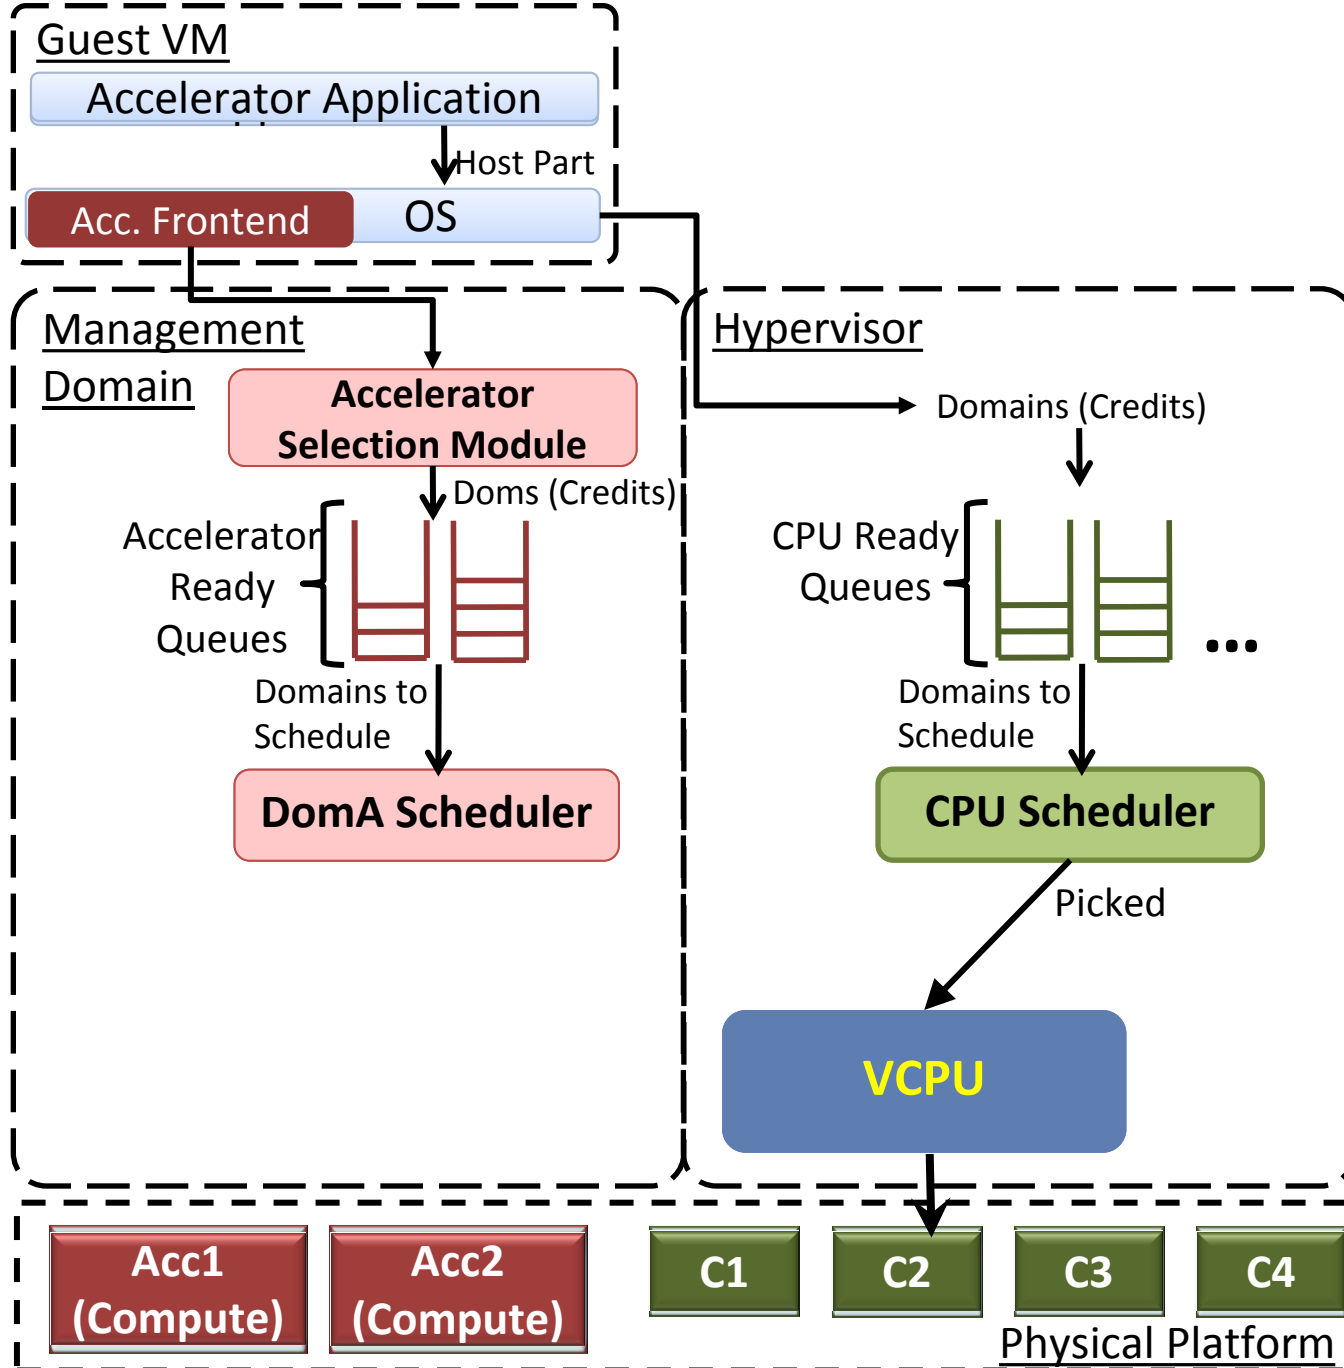 Guest VM
Accelerator Application
Host Part
Acc. Frontend
OS
Management
Domain
Hypervisor
Accelerator
Selection Module
Domains (Credits)
Doms (Credits)
Accelerator
Ready
Queues
CPU Ready
Queues
...
Domains to
Schedule
Domains to
Schedule
DomA Scheduler
CPU Scheduler
Picked
VCPU
Acc1
(Compute)
Acc2
(Compute)
C1
C2
C3
C4
Physical Platform